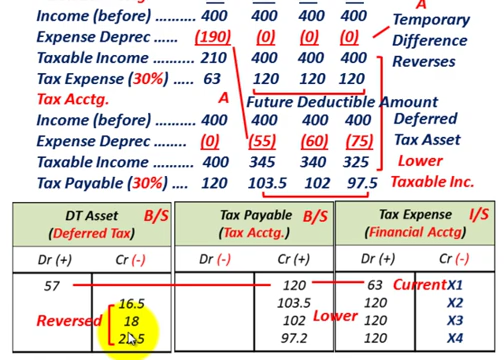 A
Income (before) .......... 400 400 400 400 Temporary
Expense Deprec ...... (190) (0) (0) (0) Difference
Taxable Income ......... 210 400 400 400 Reverses
Tax Expense (30%) .... 63 120 120 120
Tax Acctg. A Future Deductible Amount
Income (before) .......... 400 400 400 400 Deferred
Expense Deprec ......... (0) (55) (60) (75) Tax Asset
Taxable Income ......... 400 345 340 325 Lower
Tax Payable (30%) .... 120 103.5 102 97.5 Taxable Inc.
DT Asset B/S Tax Payable B/S Tax Expense I/S
(Deferred Tax) (Tax Acctg.) (Financial Acctg)
Dr (+) Cr (-) Dr (-) Cr (+) Dr (+) Cr (-)
57 120 63 Current X1
16.5 103.5 120 X2
Reversed 18 102 Lower 120 X3
97.2 120 X4